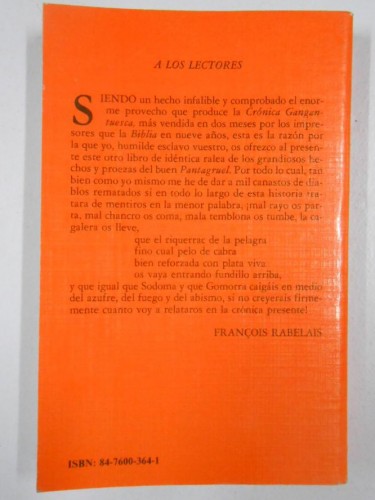 A LOS LECTORES
SIENDO un hecho infalible y comprobado el enor-
me provecho que produce la Crónica Gangan-
tuesca, más vendida en dos meses por los impre-
sores que la Biblia en nueve años, esta es la razón por
la que yo, humilde esclavo vuestro, os ofrezco al presen-
te este otro libro de idéntica ralea de los grandiosos he-
chos y proezas del buen Pantagruel. Por todo lo cual, tam-
bien como yo mismo me he de dar a mil canastos de dia-
blos rematados si en todo lo largo de esta historia os
tratara de mentiros en la menor palabra, ¡mal rayo os par-
ta, mal chancro os coma, mala temblona os tumbe, la ca-
galera os lleve,
que el riquerrac de la pelagra
fino cual pelo de cabra
bien reforzada con plata viva
os vaya entrando fundillo arriba,
y que igual que Sodoma y que Gomorra caigáis en medio
del azufre, del fuego y del abismo, si no creyerais firme-
mente cuanto voy a relataros en la crónica presente!
FRANÇOIS RABELAIS
ISBN: 84-7600-364-1